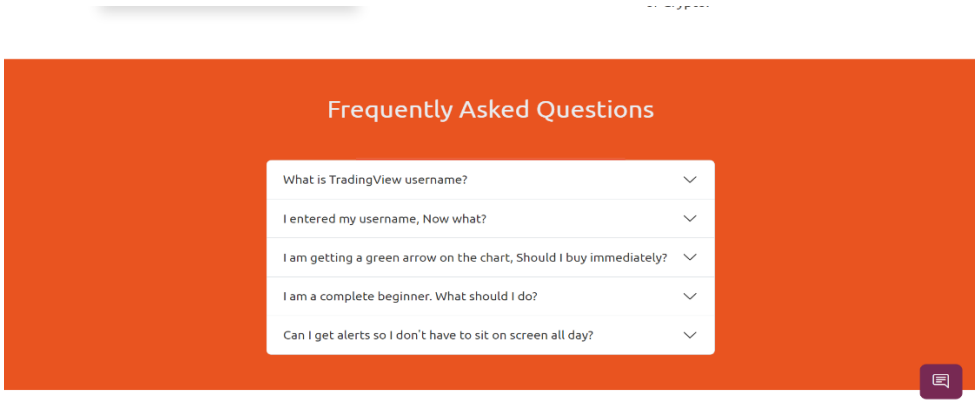 or Crypto.
Frequently Asked Questions
What is TradingView username?
I entered my username, Now what?
I am getting a green arrow on the chart, Should I buy immediately?
I am a complete beginner. What should I do?
Can I get alerts so I don't have to sit on screen all day?